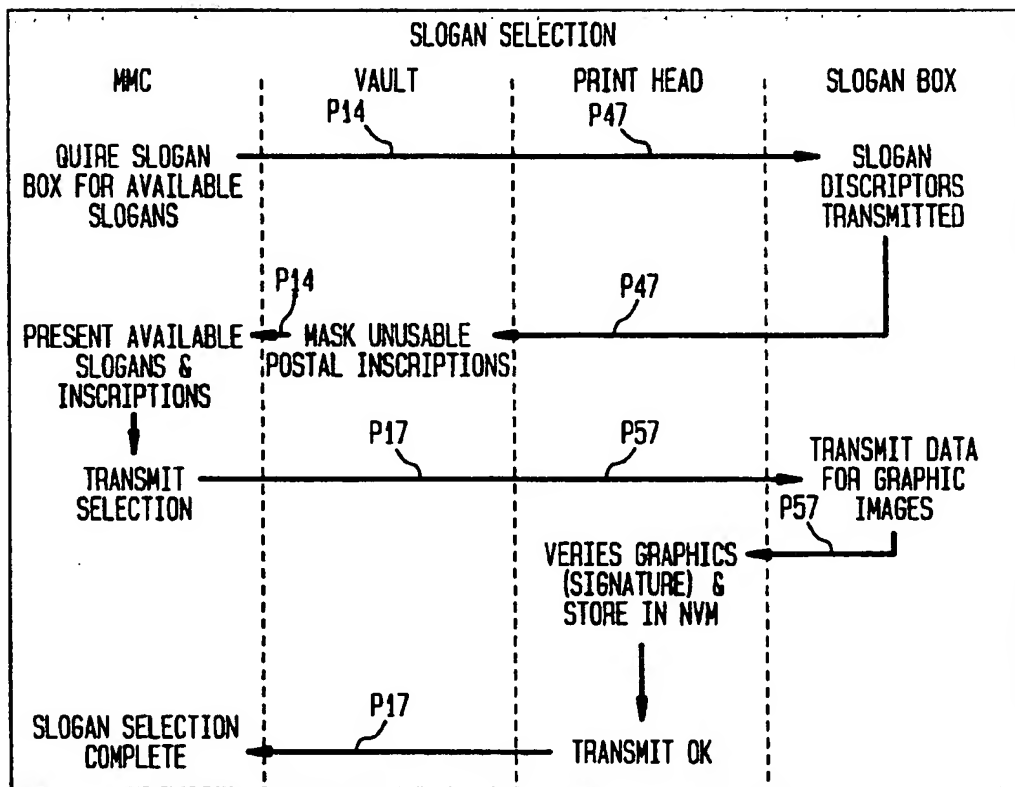 SLOGAN SELECTION
MMC
VAULT
PRINT HEAD
SLOGAN BOX
P14
P47
QUIRE SLOGAN
BOX FOR AVAILABLE
SLOGANS
SLOGAN
DISCRIPTORS
TRANSMITTED
P14
P47
PRESENT AVAILABLE
SLOGANS &
INSCRIPTIONS
MASK UNUSABLE
POSTAL INSCRIPTIONS
P17
P57
TRANSMIT
SELECTION
TRANSMIT DATA
FOR GRAPHIC
IMAGES
P57
VERIES GRAPHICS
(SIGNATURE) &
STORE IN NVM
P17
SLOGAN SELECTION
COMPLETE
TRANSMIT OK